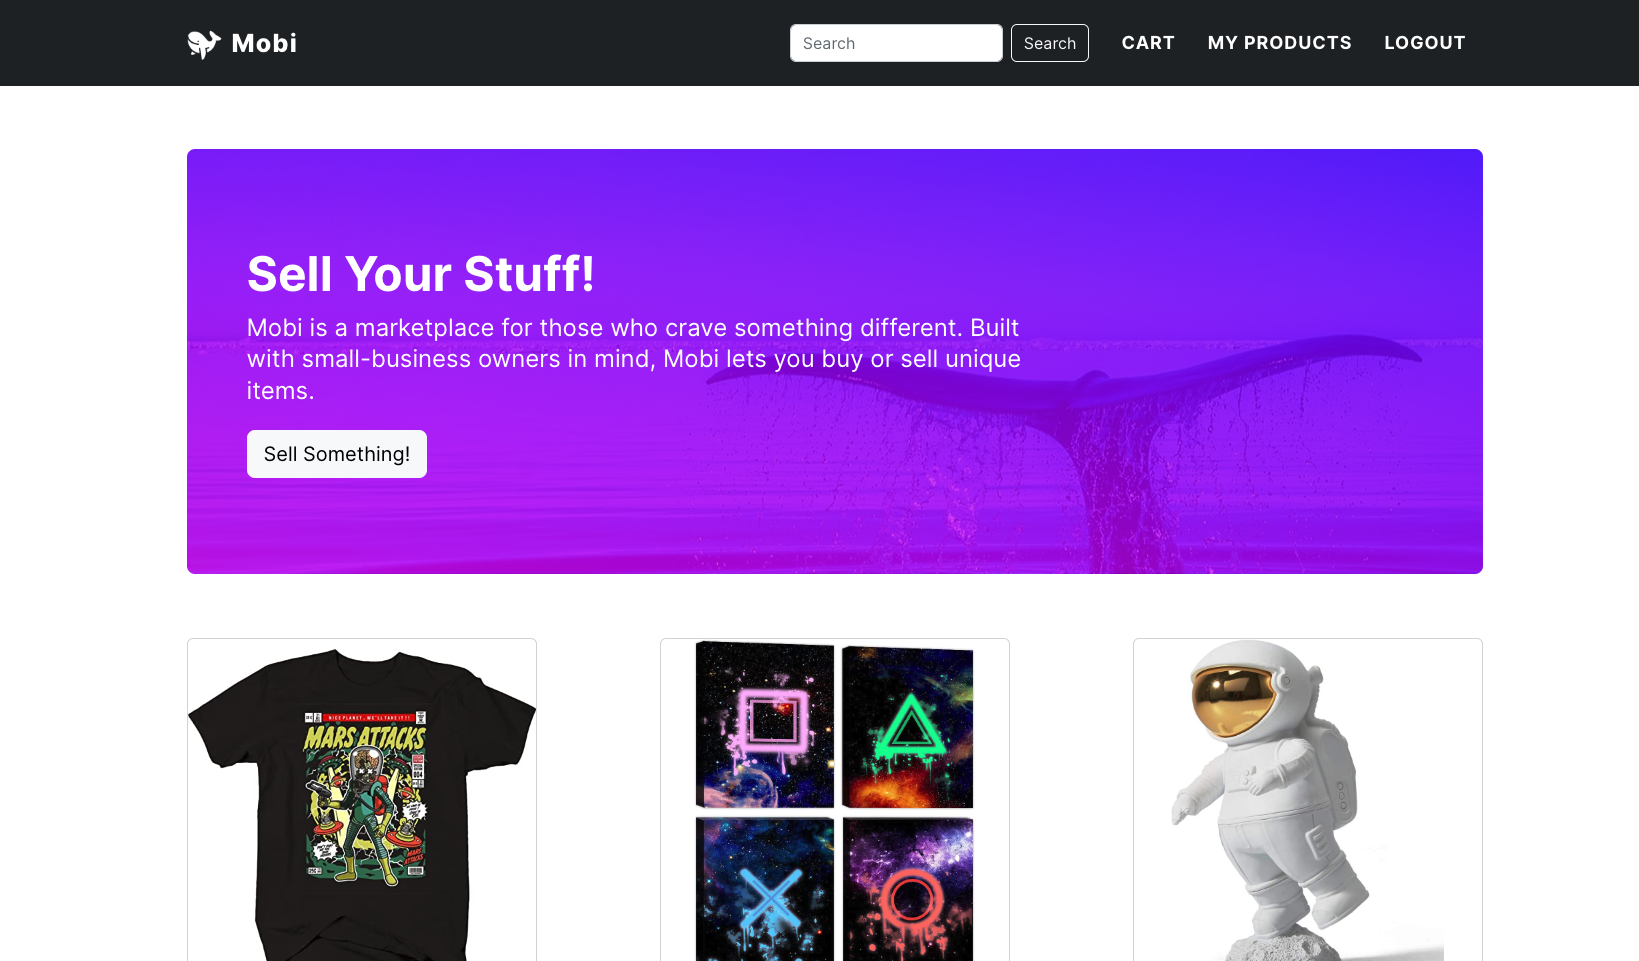 Mobi
Search
Search
CART
MY PRODUCTS
LOGOUT
Sell Your Stuff!
Mobi is a marketplace for those who crave something different. Built
with small-business owners in mind, Mobi lets you buy or sell unique
items.
Sell Something!
NICE PLANET, WE'LL TAKE IT!!
MARS ATTACKS